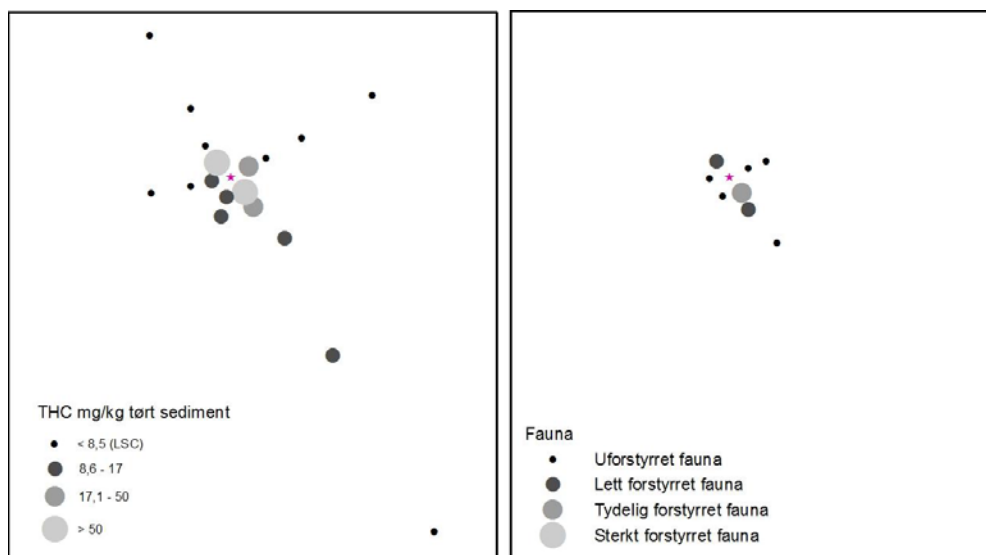 THC mg/kg tørt sediment
< 8,5 (LSC)
8,6 - 17
17,1 - 50
> 50
Fauna
Uforstyrret fauna
Lett forstyrret fauna
Tydelig forstyrret fauna
Sterkt forstyrret fauna